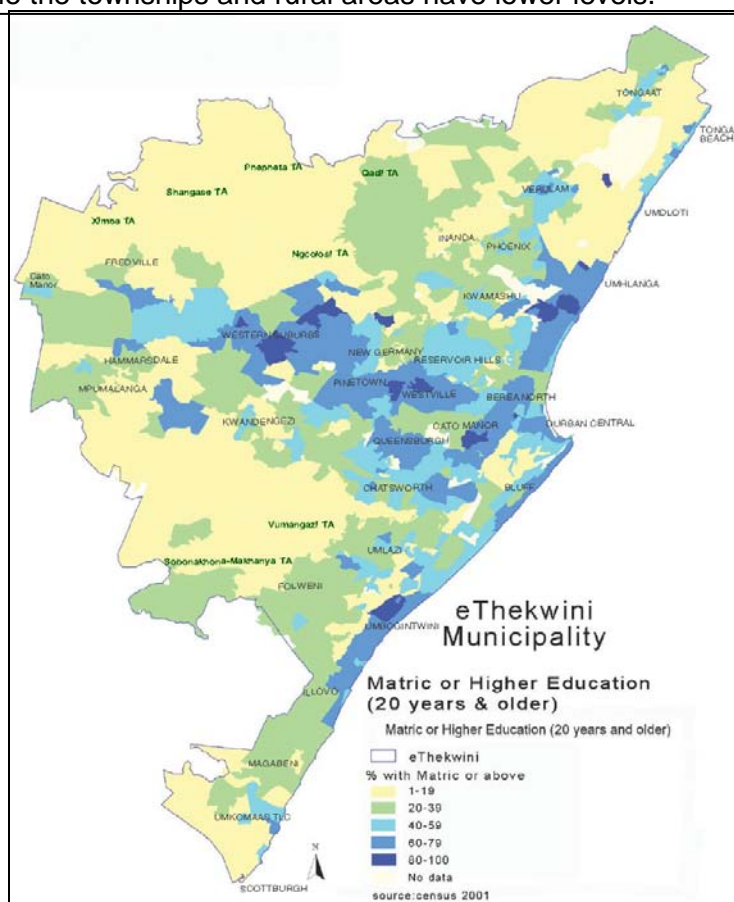 the townships and rural areas have lower levels.
TONGAAT
TONGA
BEACH
Phepheta TA
Qadi TA
Shangase TA
VERULAM
UMDLOTI
Ximba TA
INANDA
PHOENIX
Ngcolosi TA
FREDVILLE
Cato
Manor
KWAMASHU
UMHLANGA
WESTERN SUBURBS
NEW GERMANY
RESERVOIR HILLS
HAMMARSDALE
MPUMALANGA
PINETOWN
WESTVILLE
BEREA NORTH
KWANDENGEZI
CATO MANOR
DURBAN CENTRAL
QUEENSBURGH
CHATSWORTH
BLUFF
Vumangazi TA
UMLAZI
Sobonakhona-Makhanya TA
FOLWENI
eThekwini
Municipality
UMBOGINTWINI
Matric or Higher Education
(20 years & older)
ILLOVO
Matric or Higher Education (20 years and older)
eThekwini
% with Matric or above
MAGABENI
1-19
20-39
40-59
UMKOMAAS TLC
60-79
80-100
N
No data
SCOTTBURGH
source:census 2001